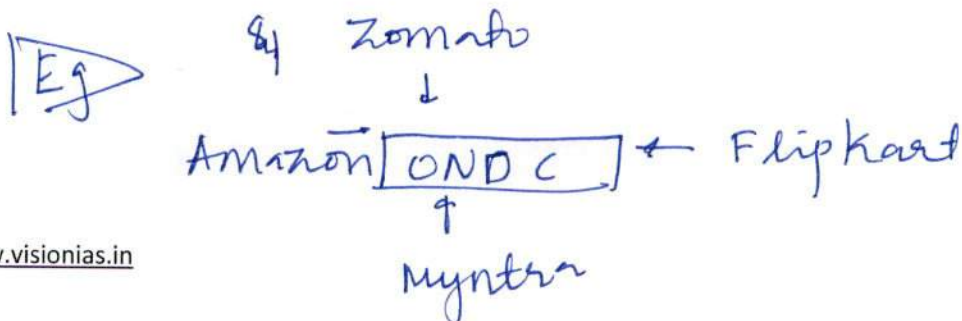 Eg
Zomato
↓
Amazon → ONDC ← Flipkart
↑
.visionias.in
Myntra